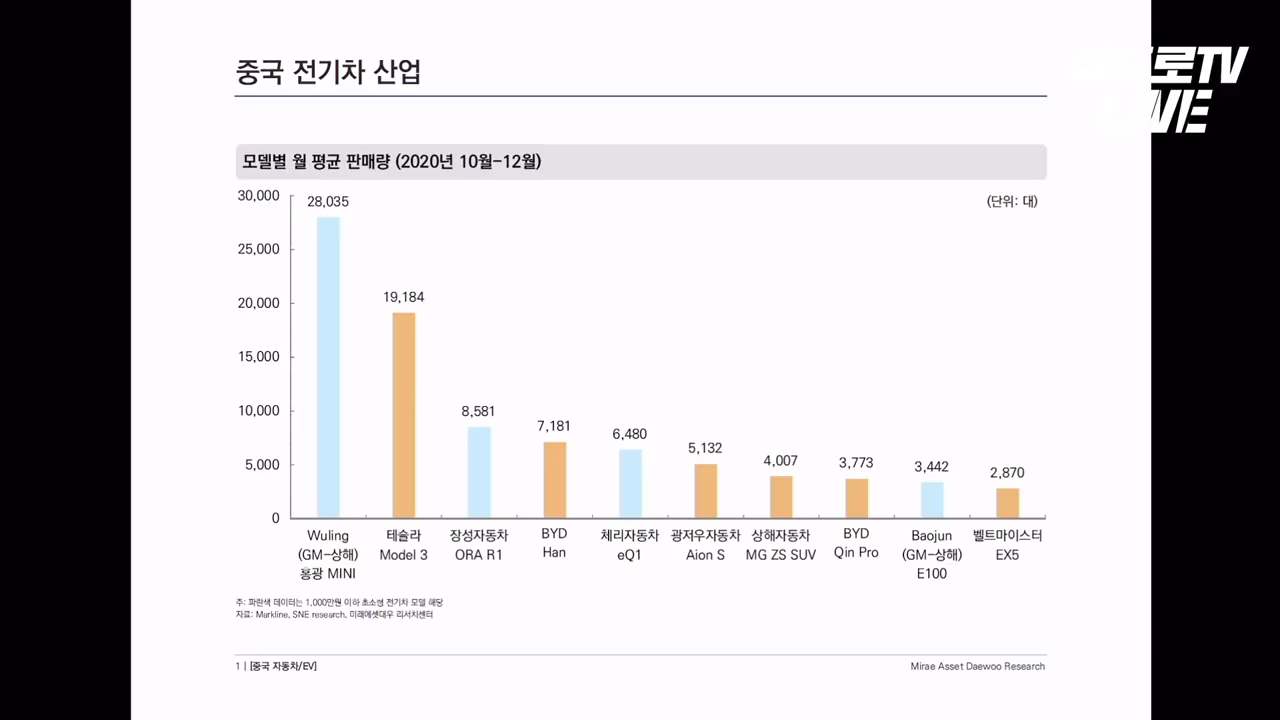 중국 전기차 산업
로TV
LIVE
모델별 월 평균 판매량 (2020년 10월-12월)
(단위: 대)
30,000
25,000
20,000
15,000
10,000
5,000
0
28,035
19,184
8,581
7,181
6,480
5,132
4,007
3,773
3,442
2,870
Wuling
(GM-상해)
홍광 MINI
테슬라
Model 3
장성자동차
ORA R1
BYD
Han
체리자동차
eQ1
광저우자동차
Aion S
상해자동차
MG ZS SUV
BYD
Qin Pro
Baojun
(GM-상해)
E100
벨트마이스터
EX5
주: 파란색 데이터는 1,000만원 이하 초소형 전기차 모델 해당
자료: Markline, SNE research, 미래에셋대우 리서치센터
1 | [중국 자동차/EV]
Mirae Asset Daewoo Research